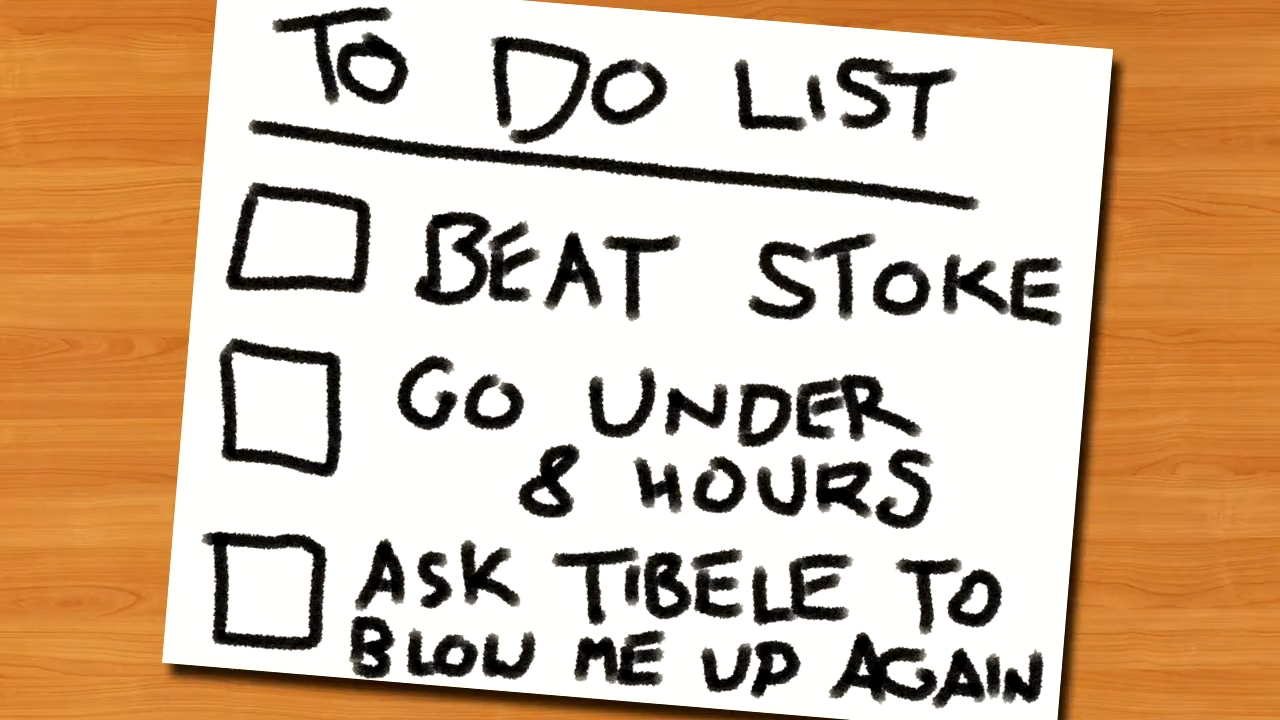 TO DO LIST
BEAT STOKE
GO UNDER
8 HOURS
ASK TIBELE TO
BLOW ME UP AGAIN